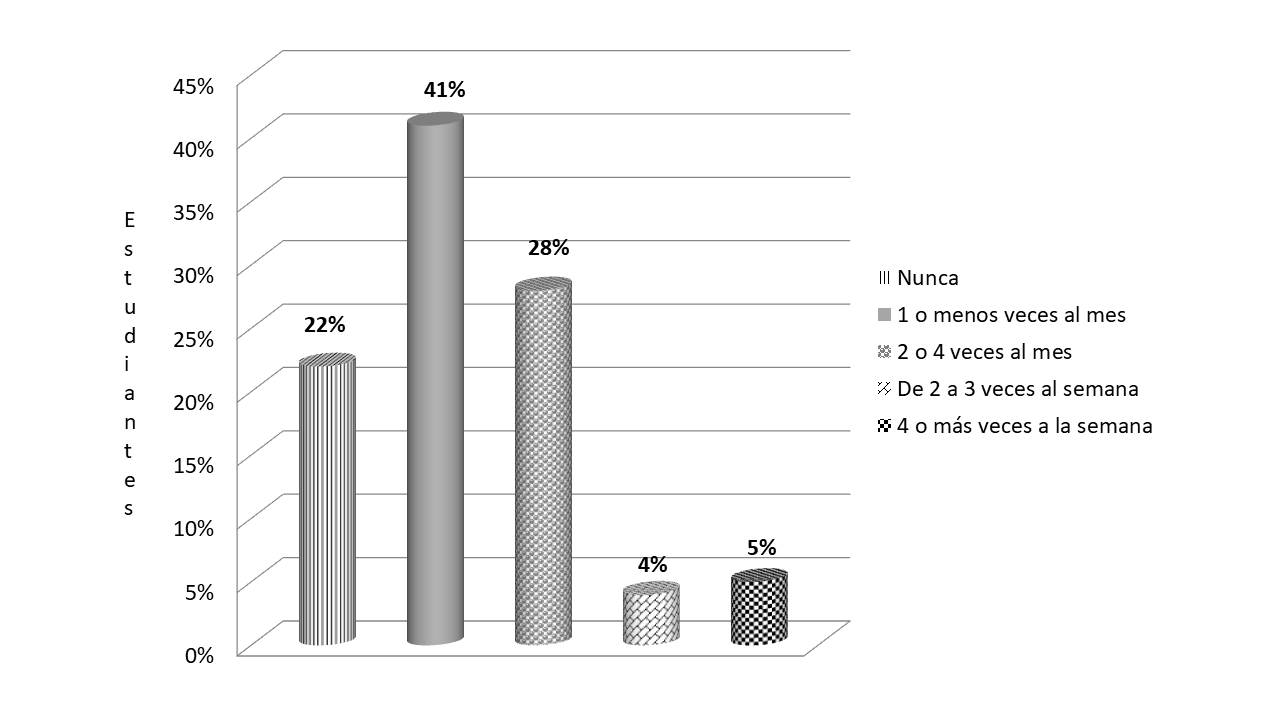 Estudiantes
45%
40%
35%
30%
25%
20%
15%
10%
5%
0%
22%
41%
28%
4%
5%
Nunca
1 o menos veces al mes
2 o 4 veces al mes
De 2 a 3 veces al semana
4 o más veces a la semana